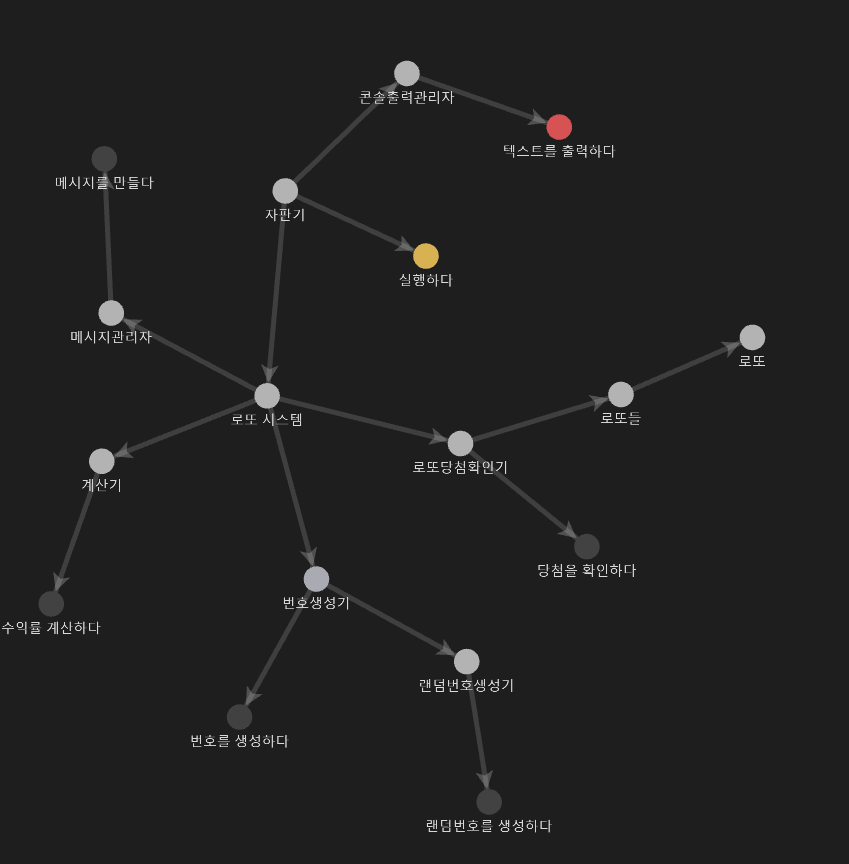 콘솔출력관리자
텍스트를 출력하다
메시지를 만들다
자판기
실행하다
메시지관리자
로또
로또 시스템
로또들
로또당첨확인기
계산기
당첨을 확인하다
번호생성기
수익률 계산하다
랜덤번호생성기
번호를 생성하다
랜덤번호를 생성하다